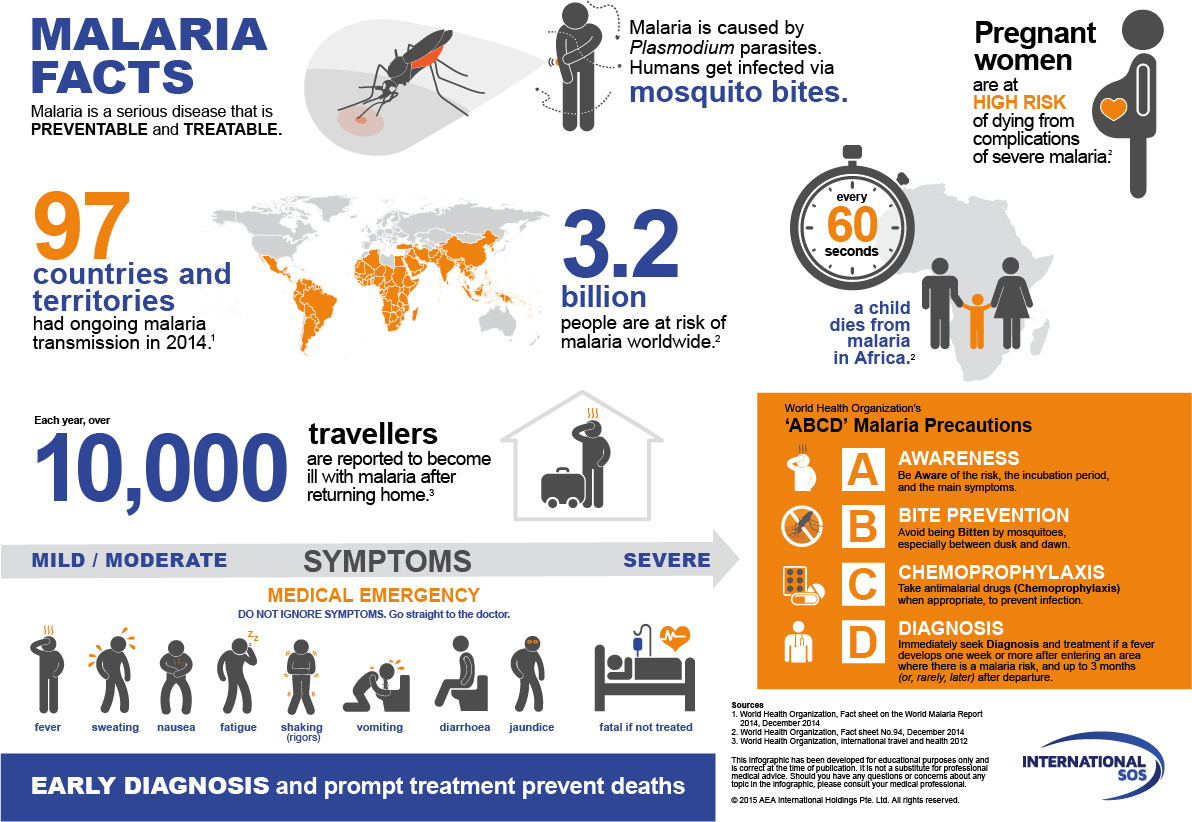 MALARIA
FACTS
Malaria is a serious disease that is
PREVENTABLE and TREATABLE.
Malaria is caused by
Plasmodium parasites.
Humans get infected via
mosquito bites.
Pregnant
women
are at
HIGH RISK
of dying from
complications
of severe malaria.²
97
countries and
territories
had ongoing malaria
transmission in 2014.¹
3.2
billion
people are at risk of
malaria worldwide.²
every
60
seconds
a child
dies from
malaria
in Africa.²
Each year, over
10,000
travellers
are reported to become
ill with malaria after
returning home.³
World Health Organization's
‘ABCD’ Malaria Precautions
A
AWARENESS
Be Aware of the risk, the incubation period,
and the main symptoms.
B
BITE PREVENTION
Avoid being Bitten by mosquitoes,
especially between dusk and dawn.
C
CHEMOPROPHYLAXIS
Take antimalarial drugs (Chemoprophylaxis)
when appropriate, to prevent infection.
D
DIAGNOSIS
Immediately seek Diagnosis and treatment if a fever
develops one week or more after entering an area
where there is a malaria risk, and up to 3 months
(or, rarely, later) after departure.
MILD / MODERATE
SYMPTOMS
SEVERE
MEDICAL EMERGENCY
DO NOT IGNORE SYMPTOMS. Go straight to the doctor.
z z
fever
sweating
nausea
fatigue
shaking
(rigors)
vomiting
diarrhoea
jaundice
fatal if not treated
EARLY DIAGNOSIS and prompt treatment prevent deaths
Sources
1. World Health Organization, Fact sheet on the World Malaria Report
2014, December 2014
2. World Health Organization, Fact sheet No.94, December 2014
3. World Health Organization, International travel and health 2012
This infographic has been developed for educational purposes only and
is correct at the time of publication. It is not a substitute for professional
medical advice. Should you have any questions or concerns about any
topic in the infographic, please consult your medical professional.
© 2015 AEA International Holdings Pte. Ltd. All rights reserved.
INTERNATIONAL
SOS